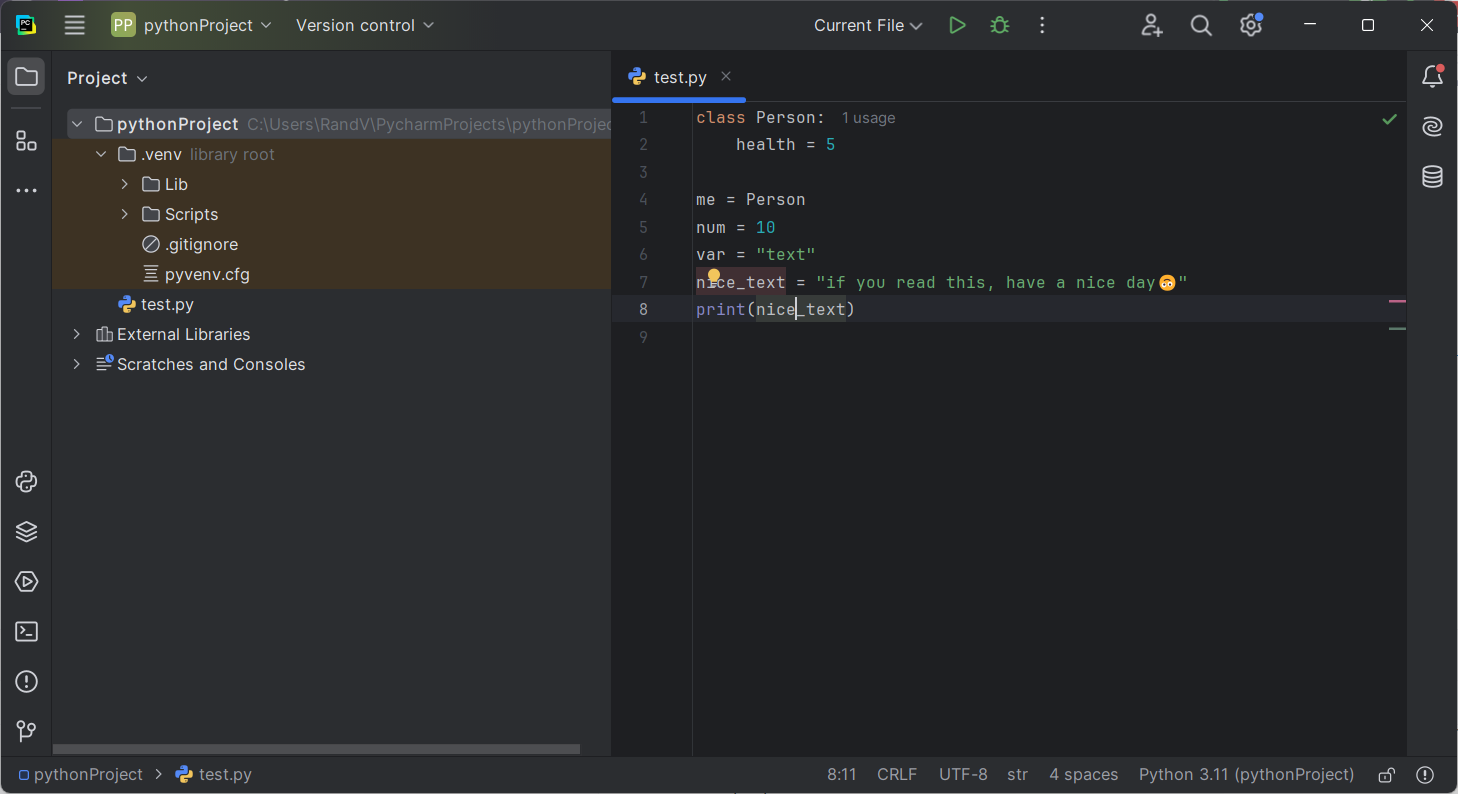 PP pythonProject Version control Current File
Project
pythonProject C:\Users\RandV\PycharmProjects\pythonProjec
.venv library root
Lib
Scripts
.gitignore
pyvenv.cfg
test.py
External Libraries
Scratches and Consoles
test.py
1 class Person: 1 usage
2 health = 5
3
4 me = Person
5 num = 10
6 var = "text"
7 nice_text = "if you read this, have a nice day🙃"
8 print(nice_text)
9
pythonProject test.py 8:11 CRLF UTF-8 str 4 spaces Python 3.11 (pythonProject)